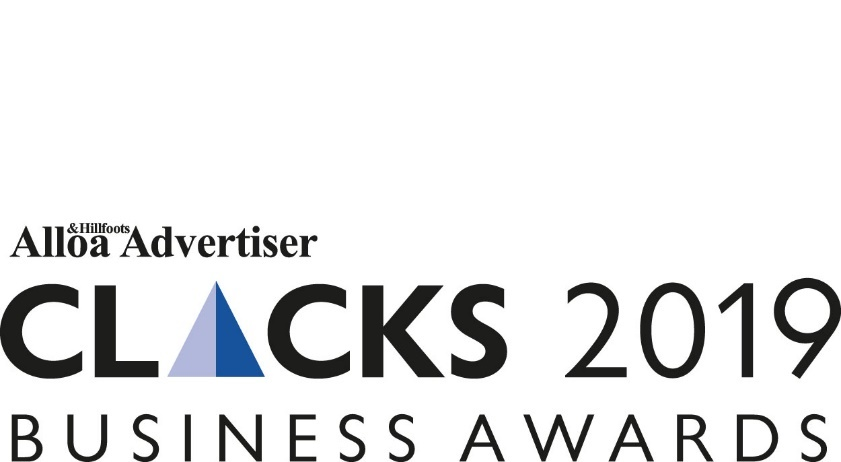 Alloa & Hillfoots Advertiser
CLACKS 2019
BUSINESS AWARDS